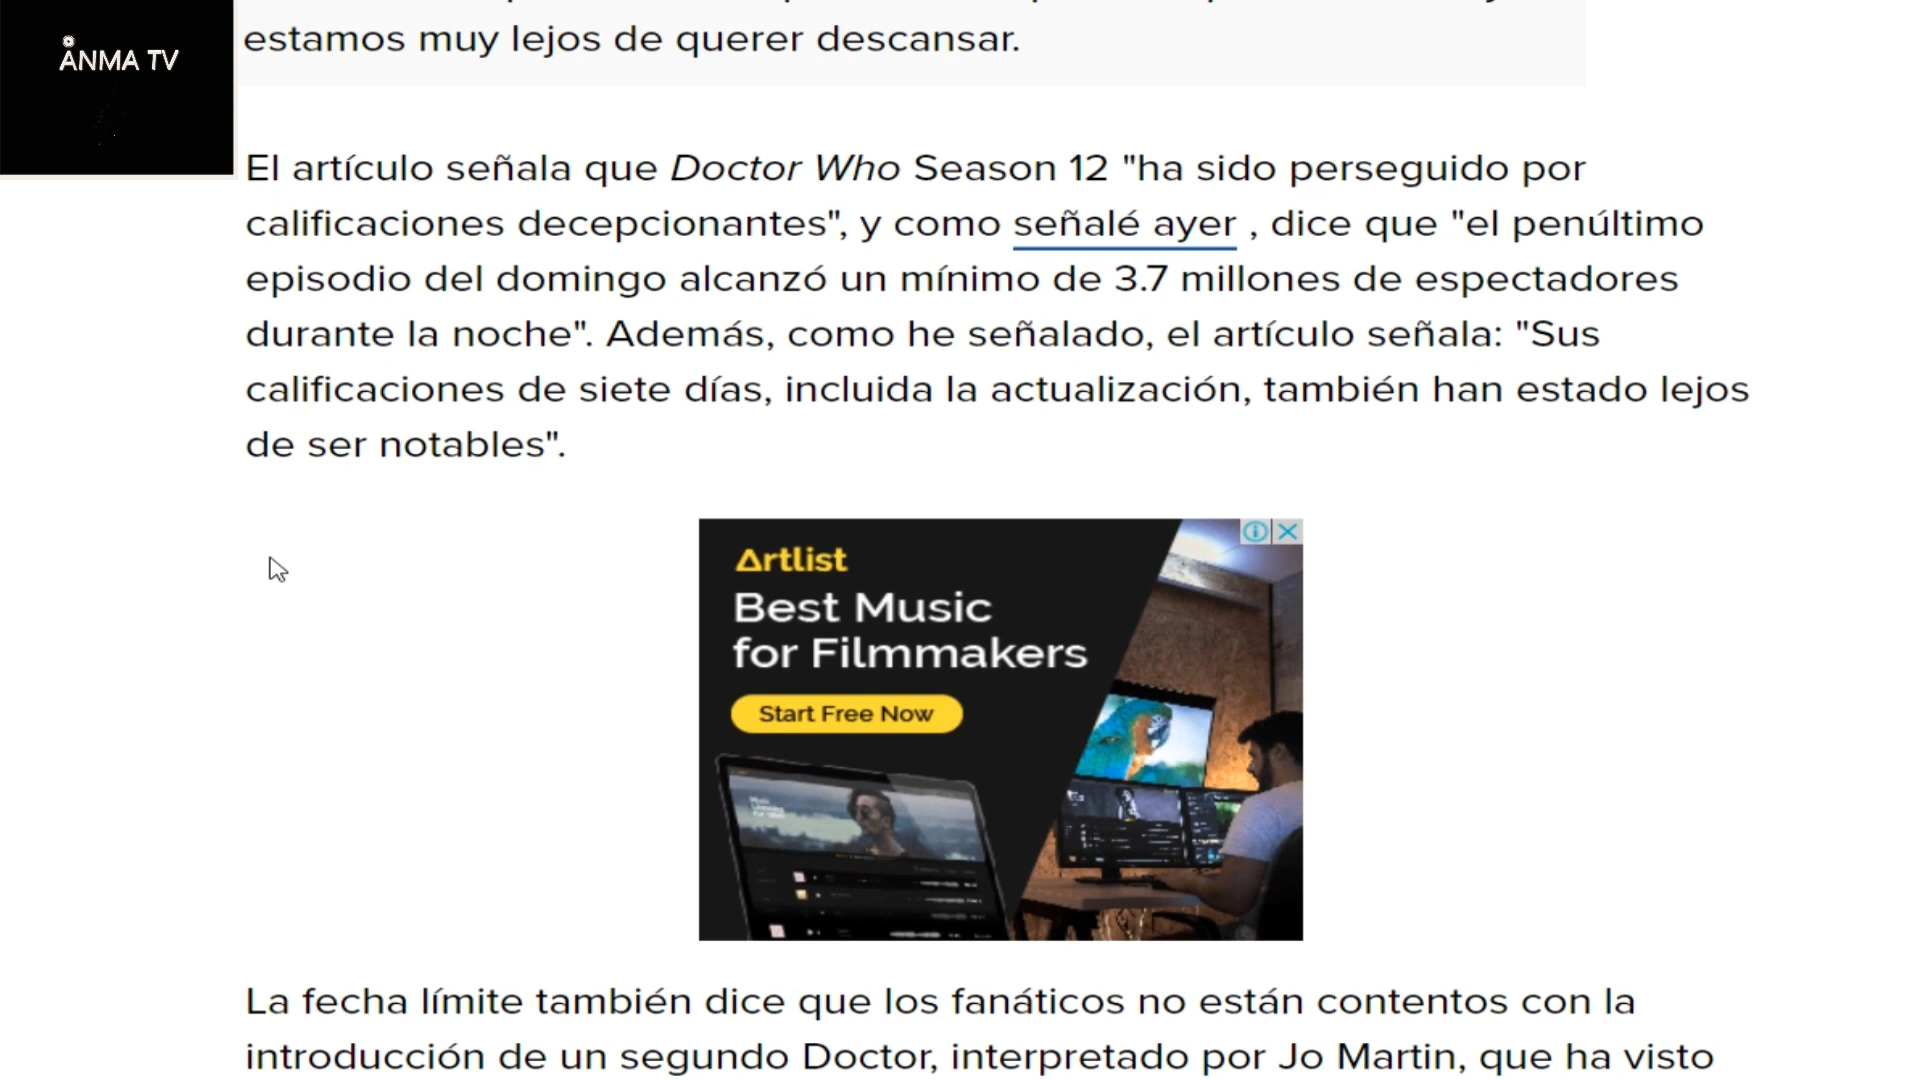 ÅNMA TV
estamos muy lejos de querer descansar.
El artículo señala que Doctor Who Season 12 "ha sido perseguido por
calificaciones decepcionantes", y como señalé ayer , dice que "el penúltimo
episodio del domingo alcanzó un mínimo de 3.7 millones de espectadores
durante la noche". Además, como he señalado, el artículo señala: "Sus
calificaciones de siete días, incluida la actualización, también han estado lejos
de ser notables".
Artlist
Best Music
for Filmmakers
Start Free Now
La fecha límite también dice que los fanáticos no están contentos con la
introducción de un segundo Doctor, interpretado por Jo Martin, que ha visto